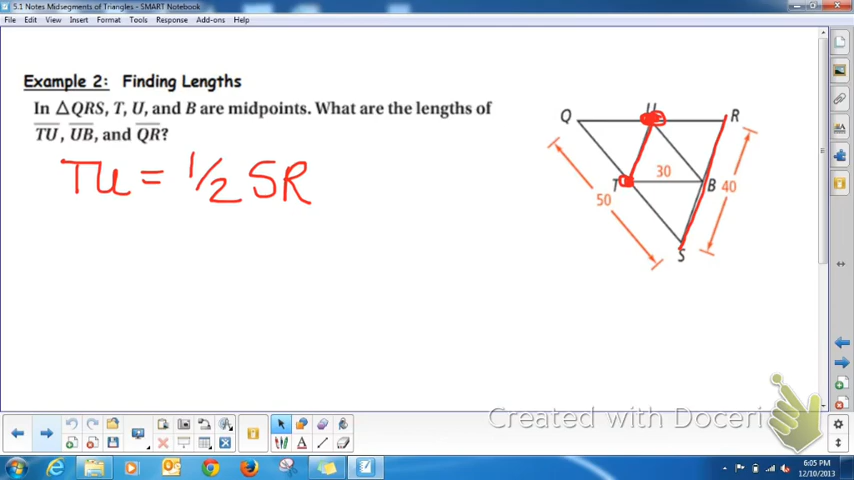 5.1 Notes Midsegments of Triangles - SMART Notebook
File Edit View Insert Format Tools Response Add-ons Help
Example 2: Finding Lengths
In △QRS, T, U, and B are midpoints. What are the lengths of
TU, UB, and QR?
TU = 1/2 SR
Q
U
R
T
30
B
40
50
S
Created with Doceri
6:05 PM
12/10/2013